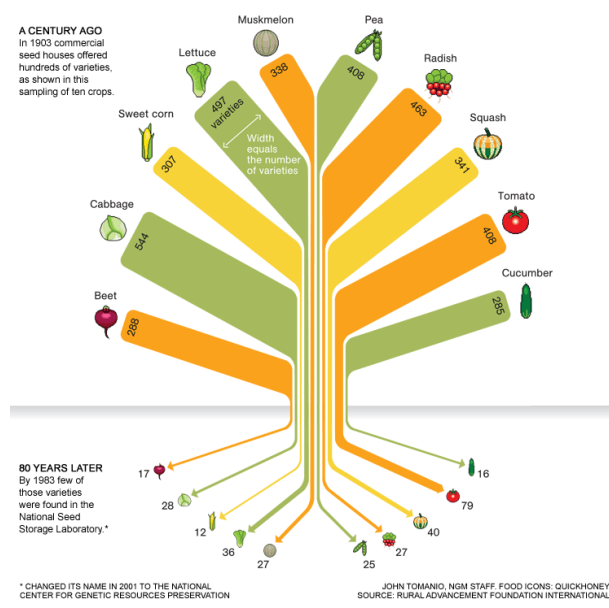 A CENTURY AGO
In 1903 commercial
seed houses offered
hundreds of varieties,
as shown in this
sampling of ten crops.
Muskmelon
338
Pea
408
Lettuce
497
varieties
Width
equals
the number
of varieties
Radish
463
Sweet corn
307
Squash
341
Cabbage
544
Tomato
408
Beet
288
Cucumber
285
80 YEARS LATER
By 1983 few of
those varieties
were found in the
National Seed
Storage Laboratory.*
17
28
12
36
27
25
27
40
79
16
* CHANGED ITS NAME IN 2001 TO THE NATIONAL
CENTER FOR GENETIC RESOURCES PRESERVATION
JOHN TOMANIO, NGM STAFF. FOOD ICONS: QUICKHONEY
SOURCE: RURAL ADVANCEMENT FOUNDATION INTERNATIONAL